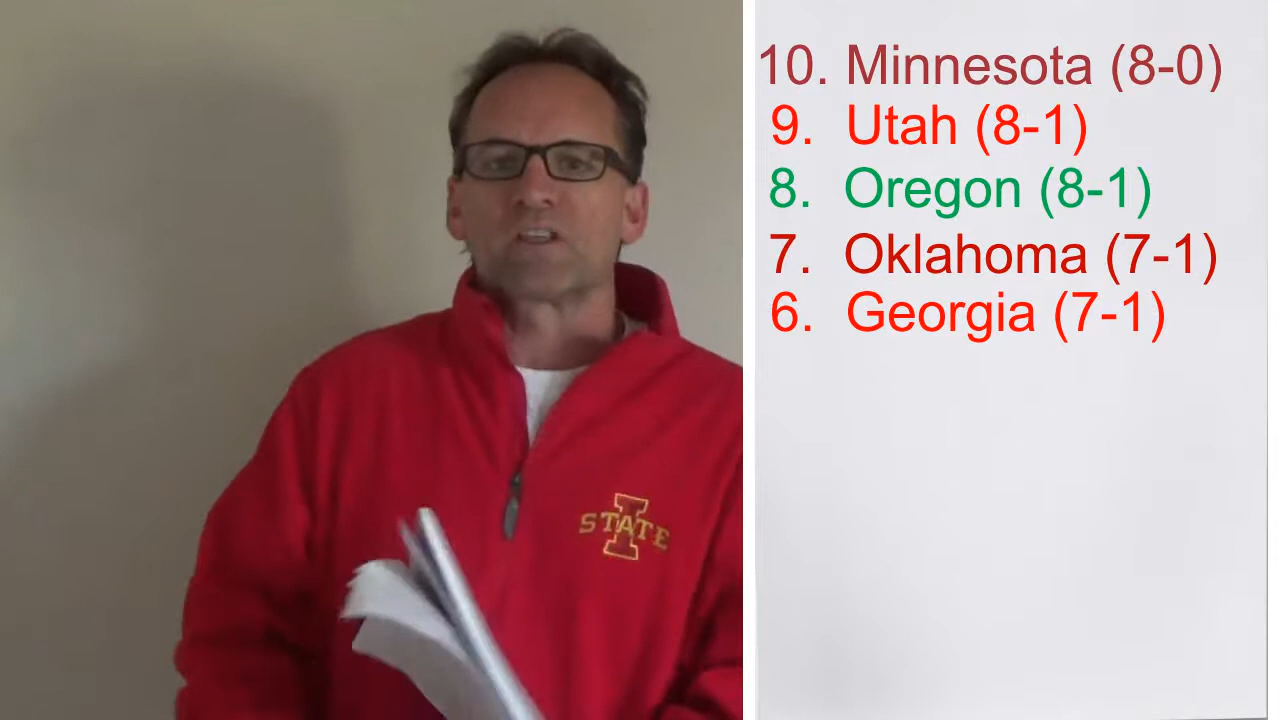 10. Minnesota (8-0)
9. Utah (8-1)
8. Oregon (8-1)
7. Oklahoma (7-1)
6. Georgia (7-1)
I
STATE